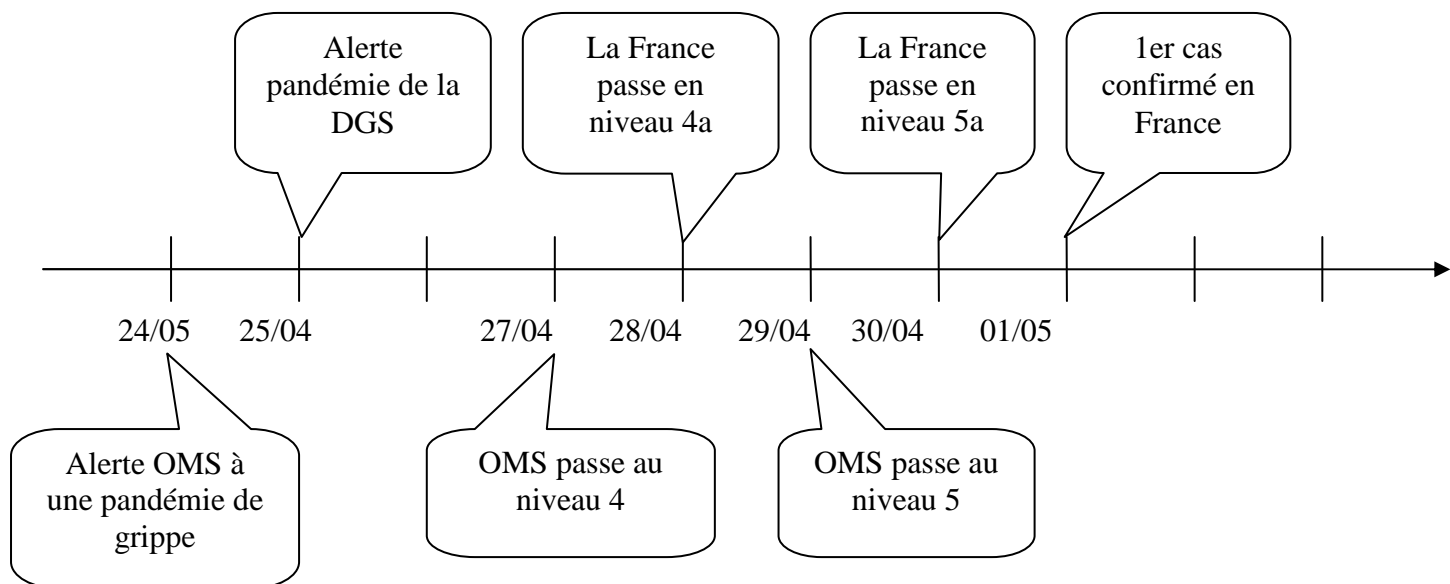 Alerte
pandémie de la
DGS
La France
passe en
niveau 4a
La France
passe en
niveau 5a
1er cas
confirmé en
France
24/05 25/04 27/04 28/04 29/04 30/04 01/05
Alerte OMS à
une pandémie de
grippe
OMS passe au
niveau 4
OMS passe au
niveau 5